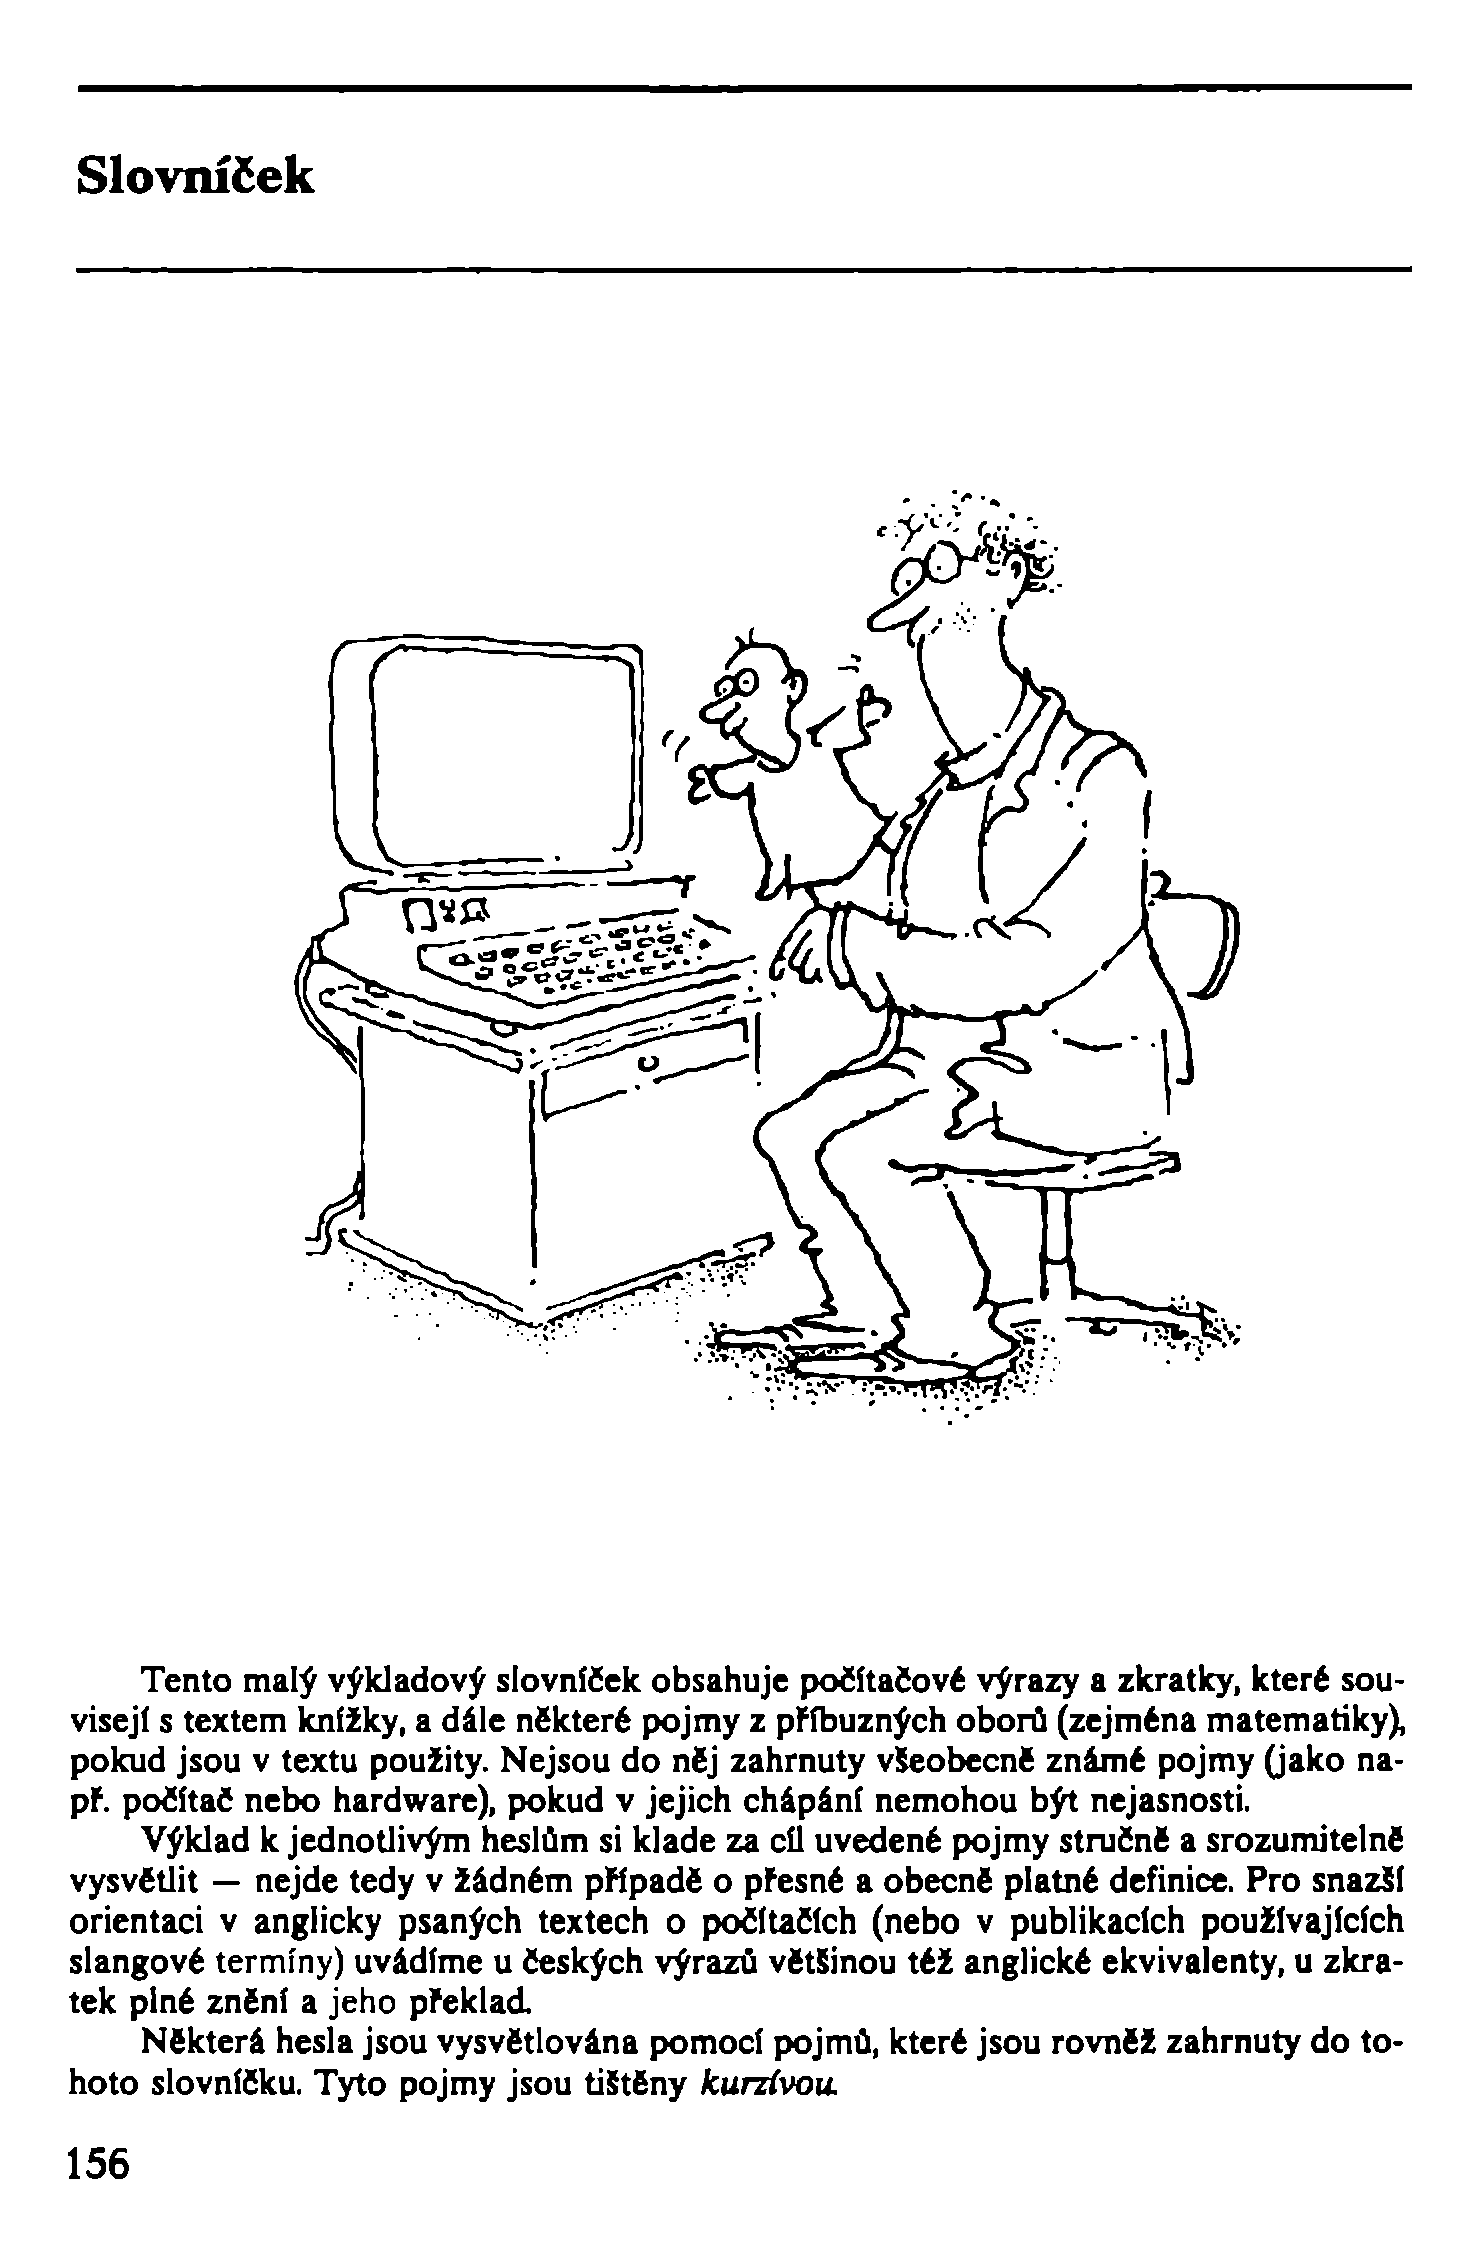 Slovníček
Tento malý výkladový slovníček obsahuje počítačové výrazy a zkratky, které sou-
visejí s textem knížky, a dále některé pojmy z příbuzných oborů (zejména matematiky),
pokud jsou v textu použity. Nejsou do něj zahrnuty všeobecně známé pojmy (jako na-
př. počítač nebo hardware), pokud v jejich chápání nemohou být nejasnosti.
Výklad k jednotlivým heslům si klade za cíl uvedené pojmy stručně a srozumitelně
vysvětlit — nejde tedy v žádném případě o přesné a obecně platné definice. Pro snazší
orientaci v anglicky psaných textech o počítačích (nebo v publikacích používajících
slangové termíny) uvádíme u českých výrazů většinou též anglické ekvivalenty, u zkra-
tek plné znění a jeho překlad.
Některá hesla jsou vysvětlována pomocí pojmů, které jsou rovněž zahrnuty do to-
hoto slovníčku. Tyto pojmy jsou tištěny kurzívou.
156